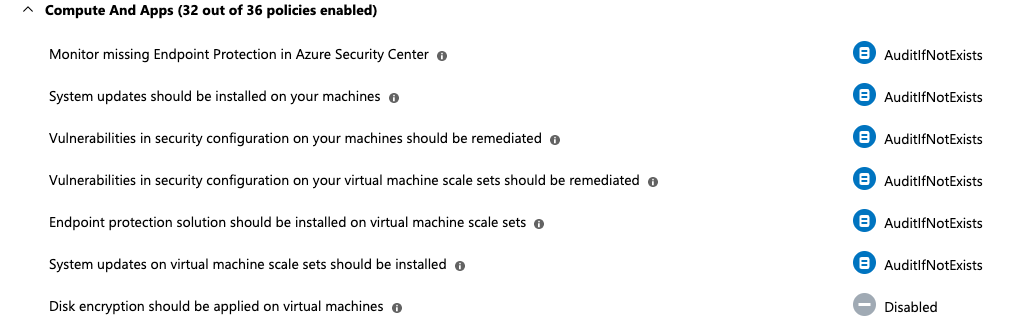 Compute And Apps (32 out of 36 policies enabled)
Monitor missing Endpoint Protection in Azure Security Center AuditIfNotExists
System updates should be installed on your machines AuditIfNotExists
Vulnerabilities in security configuration on your machines should be remediated AuditIfNotExists
Vulnerabilities in security configuration on your virtual machine scale sets should be remediated AuditIfNotExists
Endpoint protection solution should be installed on virtual machine scale sets AuditIfNotExists
System updates on virtual machine scale sets should be installed AuditIfNotExists
Disk encryption should be applied on virtual machines Disabled